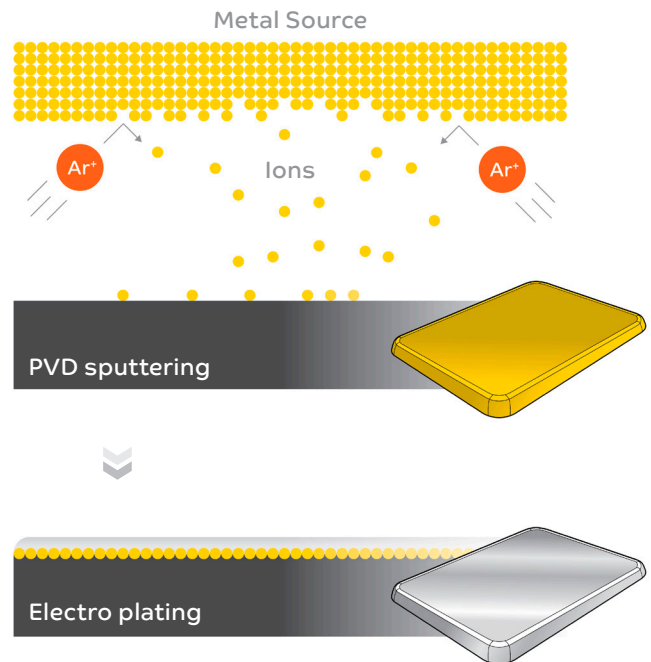 Metal Source
Ar⁺
Ions
Ar⁺
PVD sputtering
Electro plating